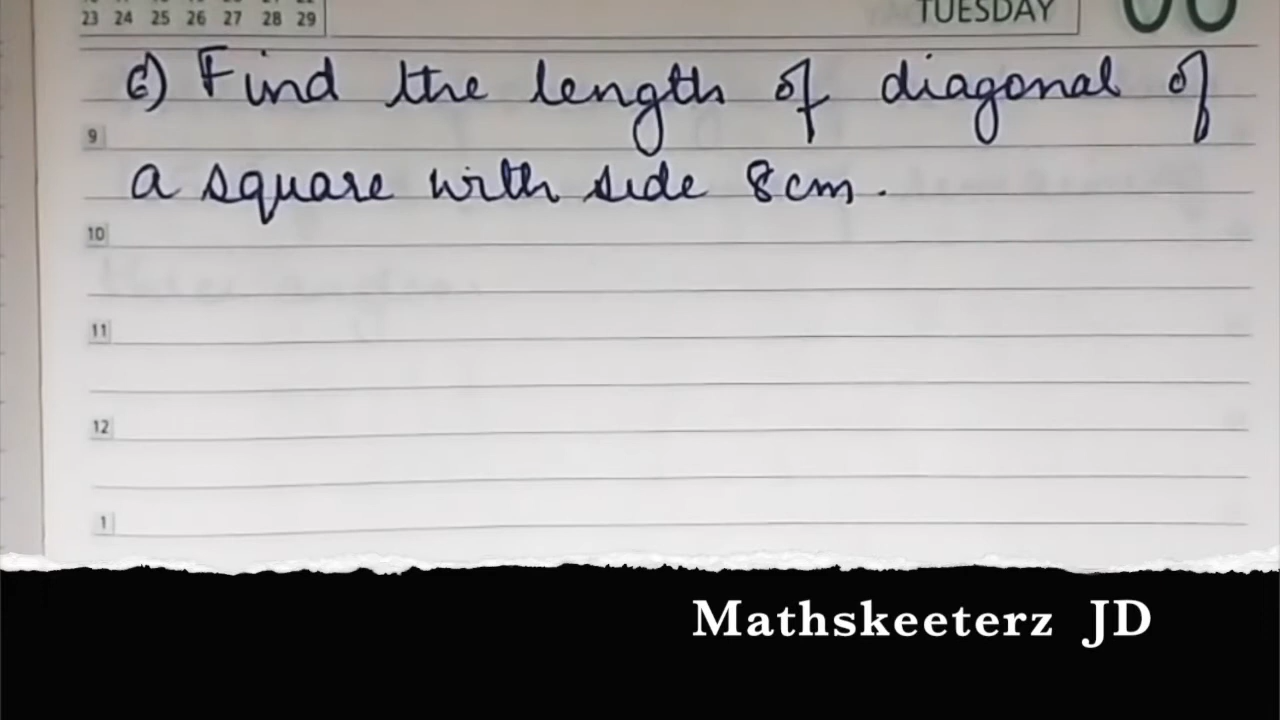 23 24 25 26 27 28 29
TUESDAY 06
6) Find the length of diagonal of
9
a square with side 8cm.
10
11
12
1
Mathskeeterz JD